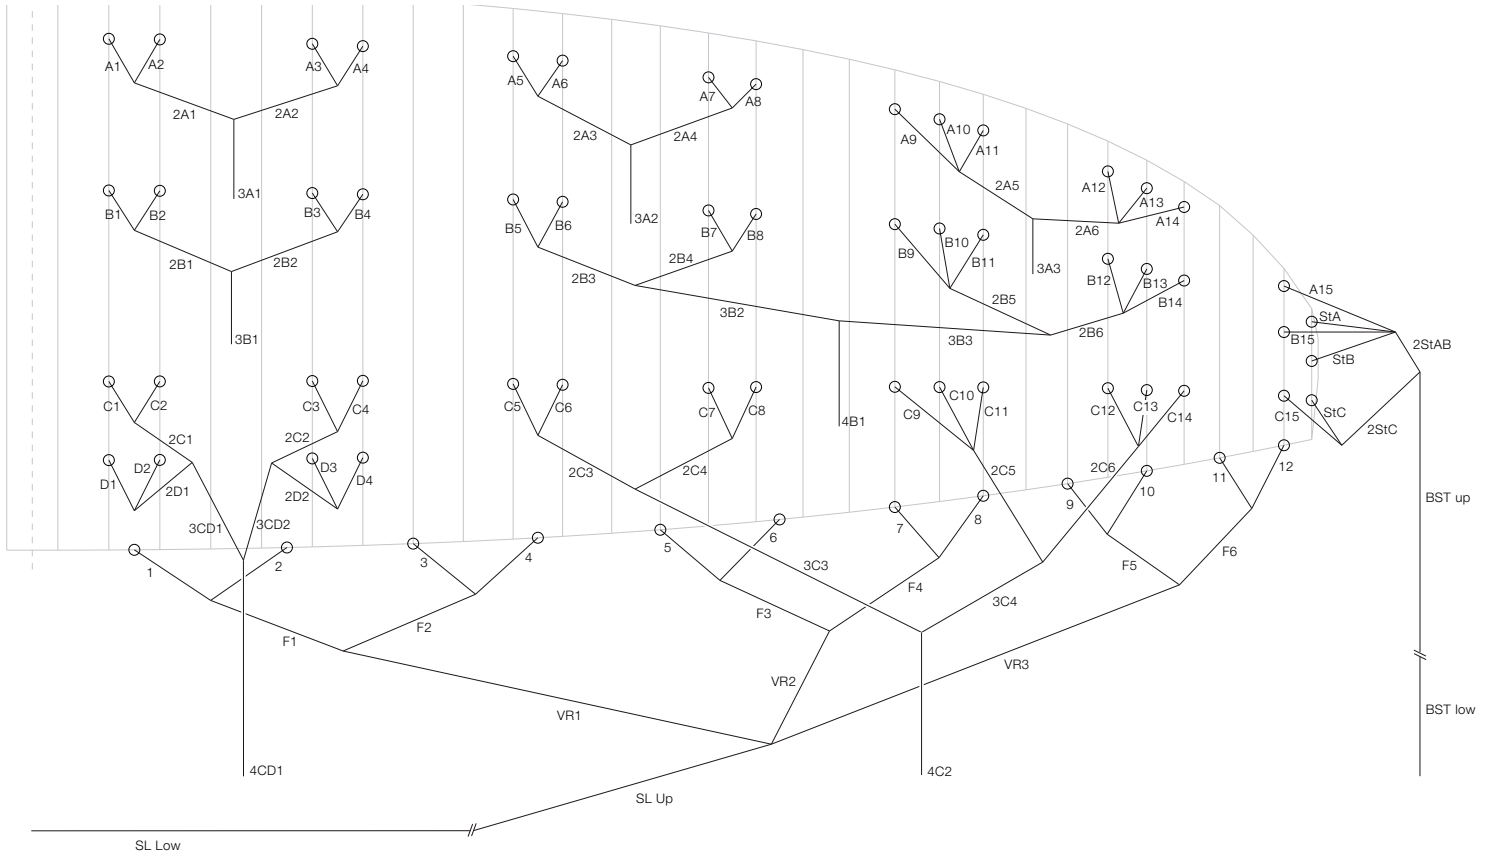 A1 A2 A3 A4
2A1 2A2
3A1
A5 A6 A7 A8
2A3 2A4
3A2
A9 A10 A11
2A5
A12 A13 A14
2A6
3A3
B1 B2 B3 B4
2B1 2B2
3B1
B5 B6 B7 B8
2B3 2B4
3B2
B9 B10 B11
2B5
B12 B13 B14
2B6
3B3
4B1
A15
StA
B15
StB
2StAB
C15 StC
2StC
C1 C2 C3 C4
2C1 2C2
D1 D2 D3 D4
2D1 2D2
3CD1 3CD2
C5 C6 C7 C8
2C3 2C4
C9 C10 C11
2C5
C12 C13 C14
2C6
3C3
3C4
1 2 3 4 5 6 7 8 9 10 11 12
F1 F2 F3 F4 F5 F6
VR1 VR2 VR3
4CD1
4C2
BST up
BST low
SL Up
SL Low